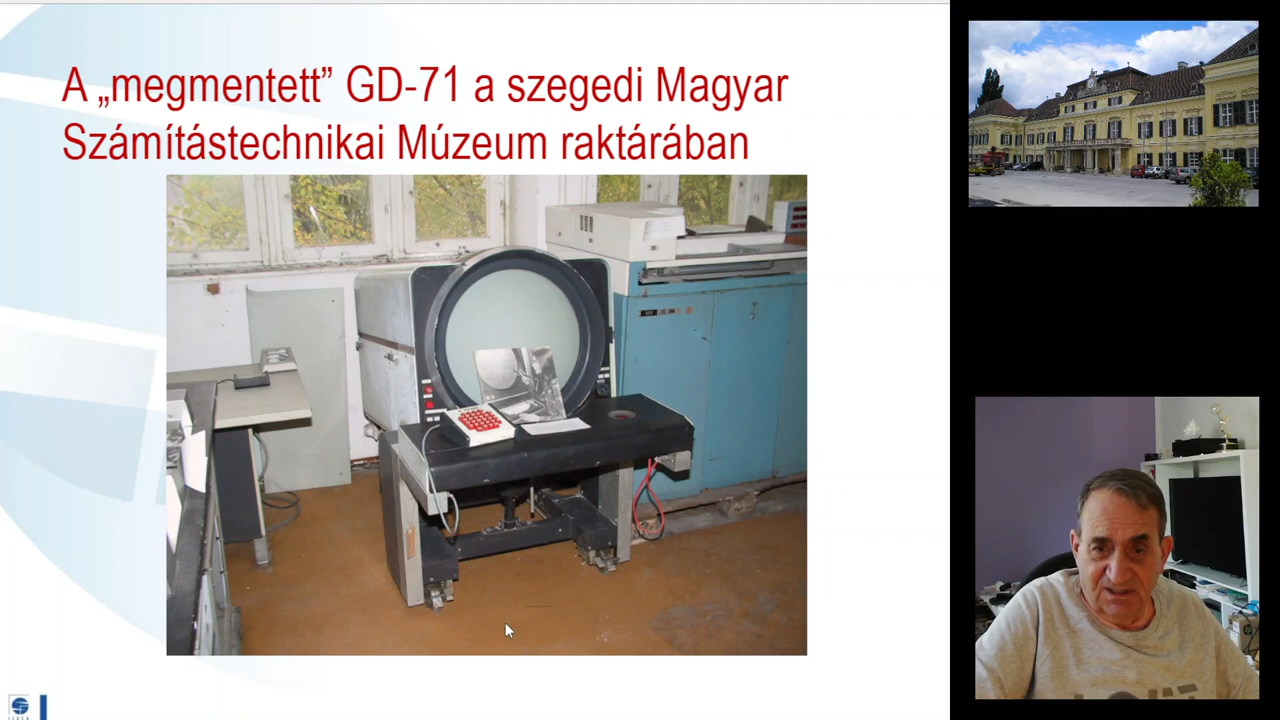 A „megmentett” GD-71 a szegedi Magyar
Számítástechnikai Múzeum raktárában